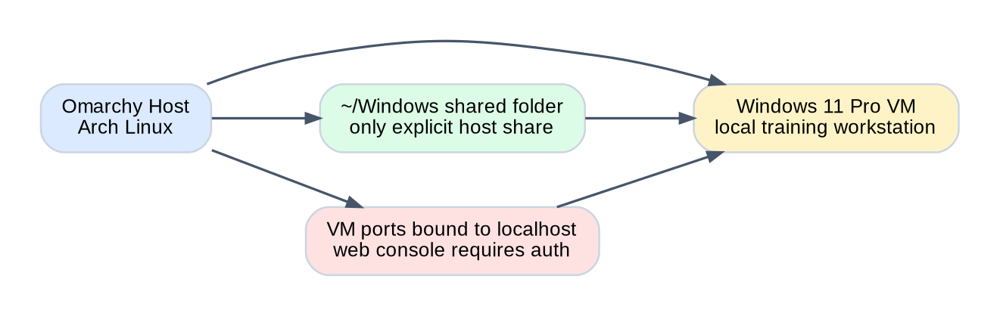 Omarchy Host
Arch Linux
~/Windows shared folder
only explicit host share
Windows 11 Pro VM
local training workstation
VM ports bound to localhost
web console requires auth